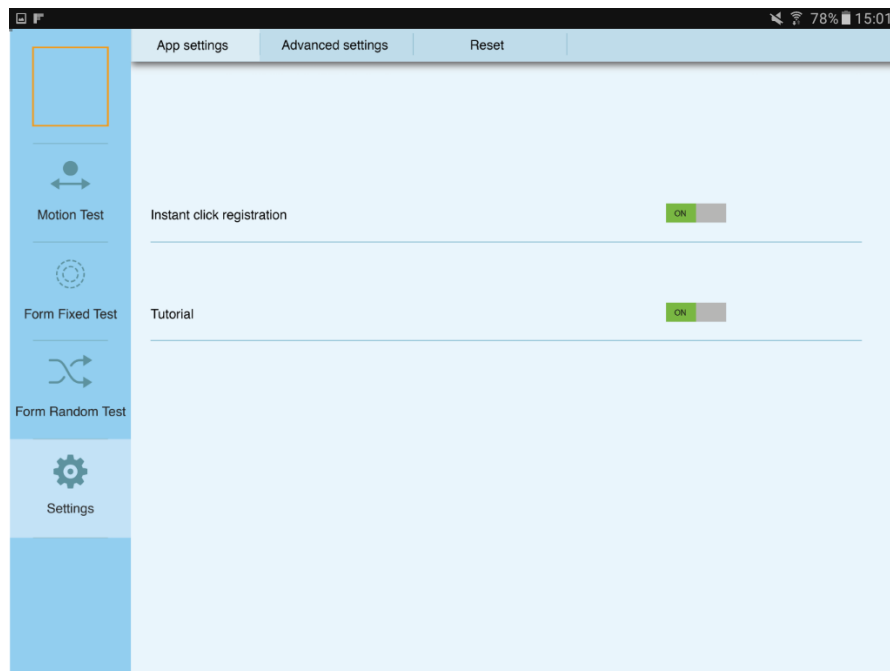 78% 15:01
App settings Advanced settings Reset
Motion Test
Form Fixed Test
Form Random Test
Settings
Instant click registration ON
Tutorial ON